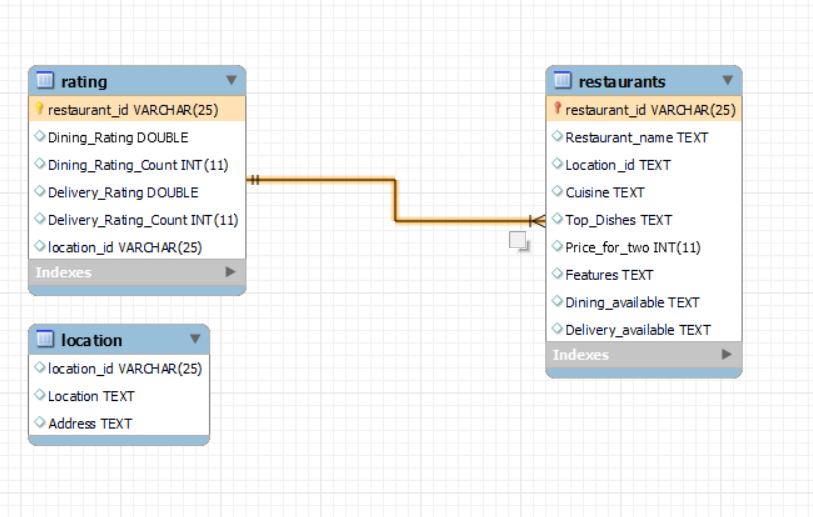 rating
restaurant_id VARCHAR(25)
Dining_Rating DOUBLE
Dining_Rating_Count INT(11)
Delivery_Rating DOUBLE
Delivery_Rating_Count INT(11)
location_id VARCHAR(25)
Indexes
location
location_id VARCHAR(25)
Location TEXT
Address TEXT
restaurants
restaurant_id VARCHAR(25)
Restaurant_name TEXT
Location_id TEXT
Cuisine TEXT
Top_Dishes TEXT
Price_for_two INT(11)
Features TEXT
Dining_available TEXT
Delivery_available TEXT
Indexes